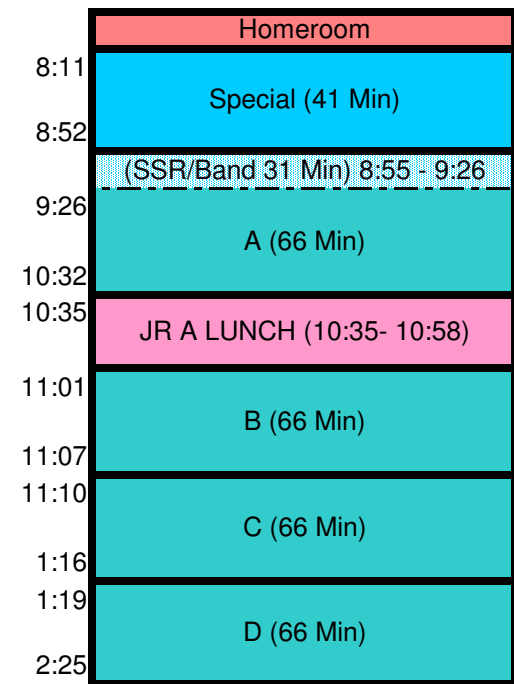 Homeroom
8:11
Special (41 Min)
8:52
(SSR/Band 31 Min) 8:55 - 9:26
9:26
A (66 Min)
10:32
10:35
JR A LUNCH (10:35- 10:58)
11:01
B (66 Min)
11:07
11:10
C (66 Min)
1:16
1:19
D (66 Min)
2:25